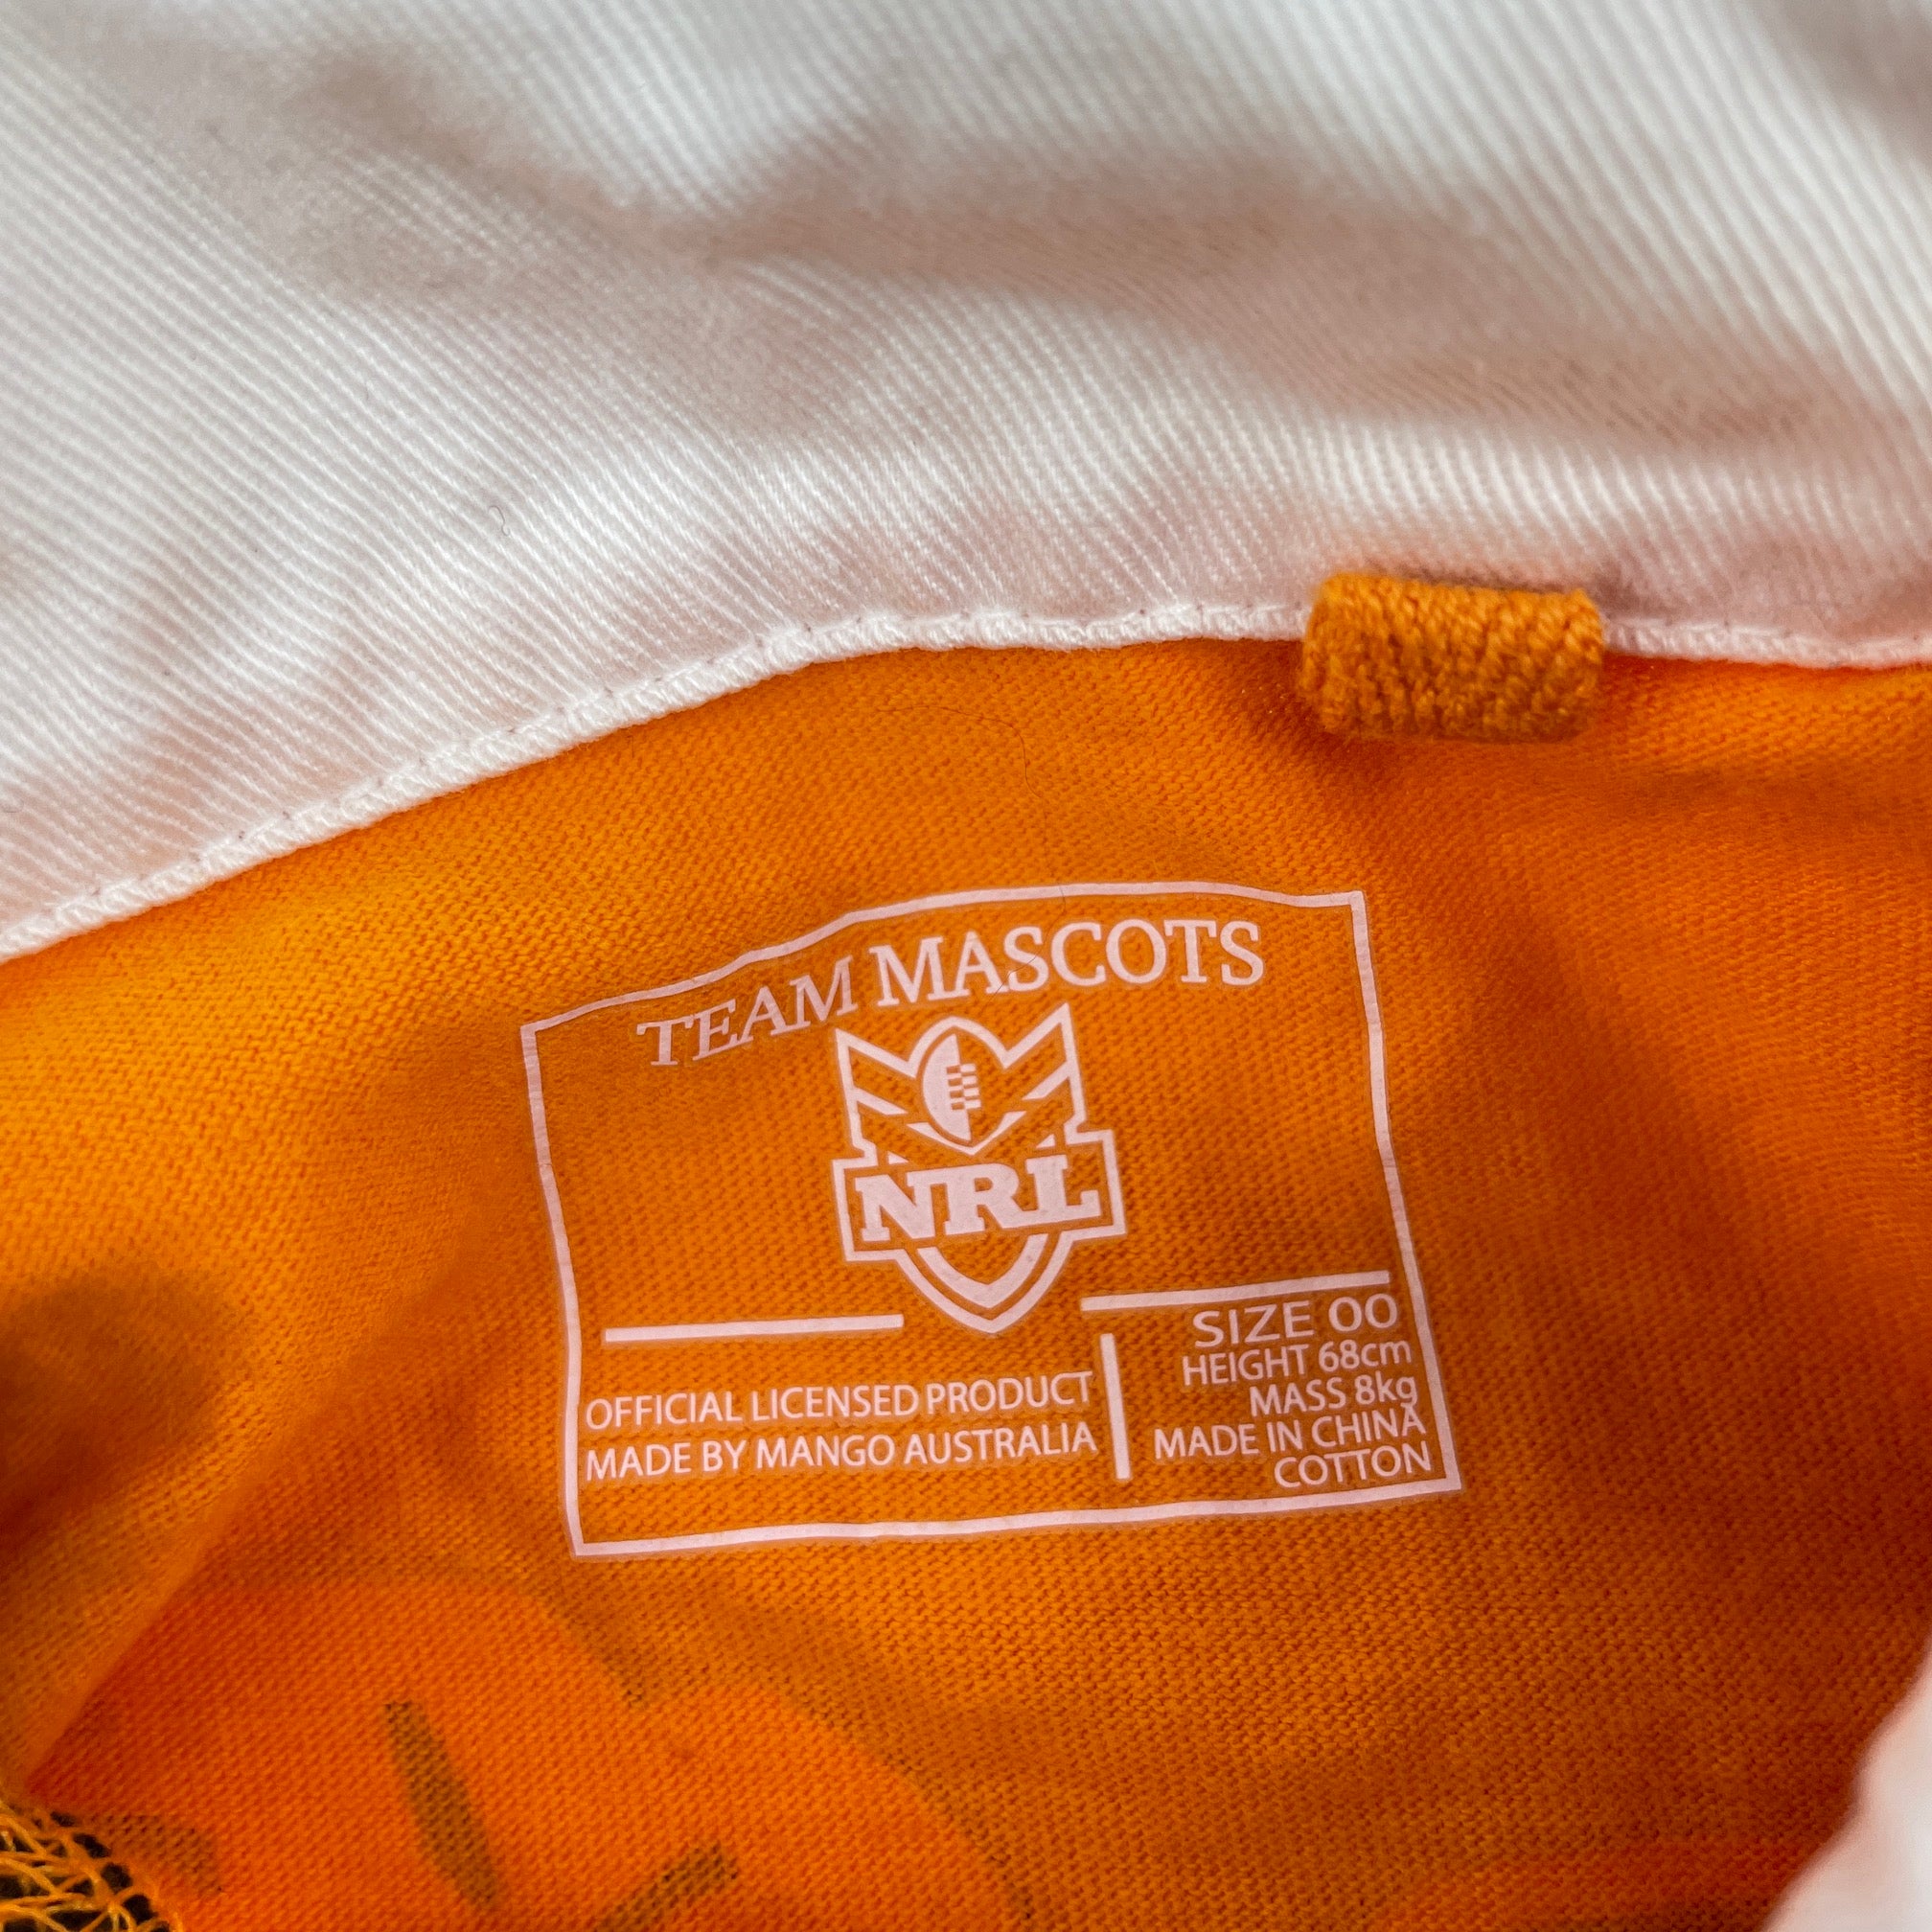 TEAM MASCOTS
NRL
OFFICIAL LICENSED PRODUCT
MADE BY MANGO AUSTRALIA
SIZE 00
HEIGHT 68cm
MASS 8kg
MADE IN CHINA
COTTON